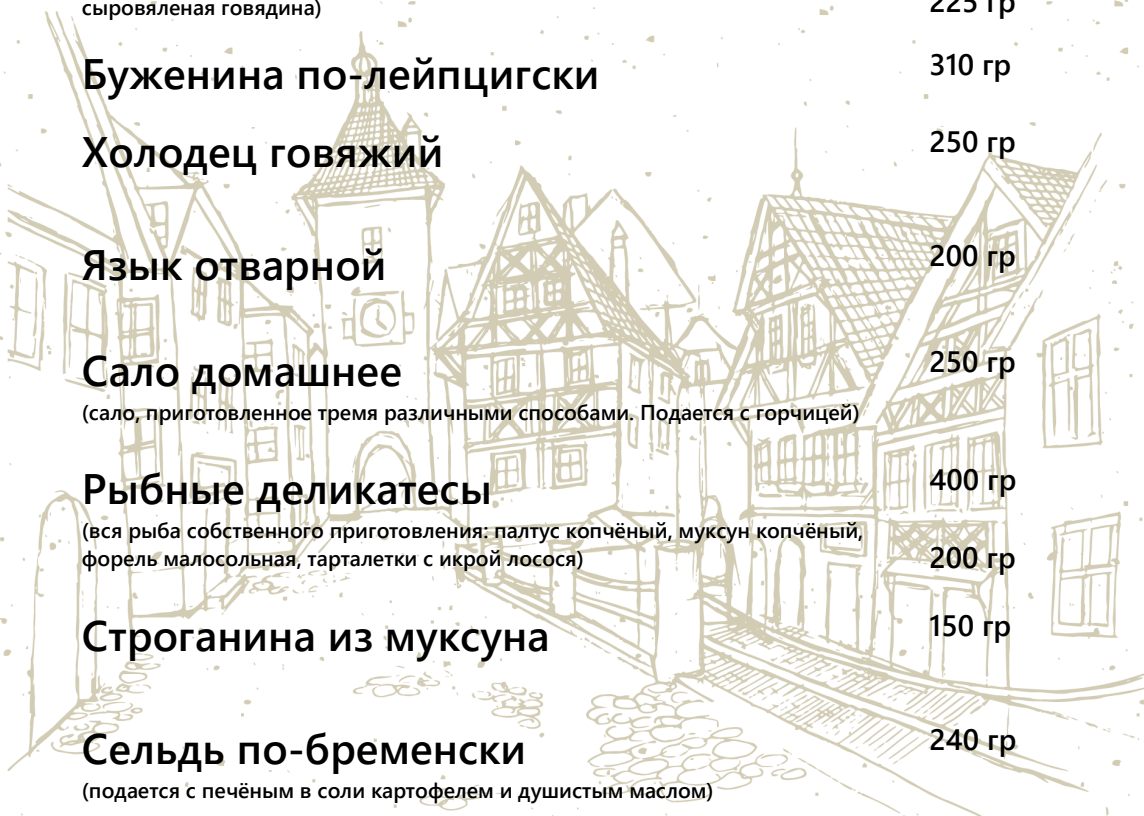 сыровяленая говядина)
225 гр
Буженина по-лейпцигски
310 гр
Холодец говяжий
250 гр
Язык отварной
200 гр
Сало домашнее
250 гр
(сало, приготовленное тремя различными способами. Подается с горчицей)
Рыбные деликатесы
400 гр
(вся рыба собственного приготовления: палтус копчёный, муксун копчёный,
форель малосольная, тарталетки с икрой лосося)
200 гр
Строганина из муксуна
150 гр
Сельдь по-бременски
240 гр
(подается с печёным в соли картофелем и душистым маслом)